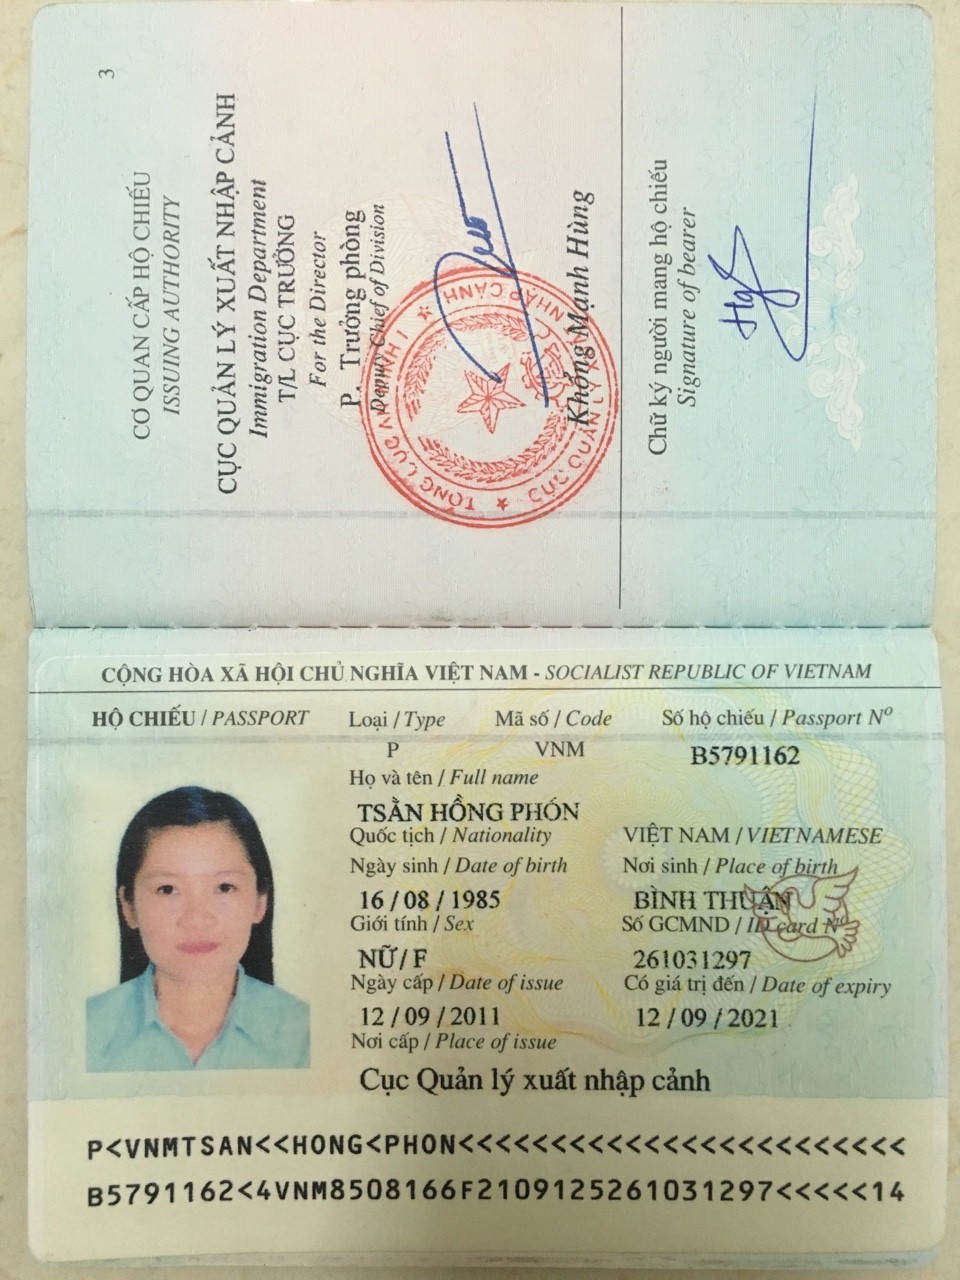 3
CƠ QUAN CẤP HỘ CHIẾU
ISSUING AUTHORITY
CỤC QUẢN LÝ XUẤT NHẬP CẢNH
Immigration Department
T/L CỤC TRƯỞNG
For the Director
P. Trưởng phòng
Deputy Chief of Division
Khổng Mạnh Hùng
Chữ ký người mang hộ chiếu
Signature of bearer
CỘNG HÒA XÃ HỘI CHỦ NGHĨA VIỆT NAM - SOCIALIST REPUBLIC OF VIETNAM
HỘ CHIẾU / PASSPORT Loại / Type Mã số / Code Số hộ chiếu / Passport Nº
P VNM B5791162
Họ và tên / Full name
TSẰN HỒNG PHÓN
Quốc tịch / Nationality VIỆT NAM / VIETNAMESE
Ngày sinh / Date of birth Nơi sinh / Place of birth
16 / 08 / 1985 BÌNH THUẬN
Giới tính / Sex Số GCMND / ID card Nº
NỮ / F 261031297
Ngày cấp / Date of issue Có giá trị đến / Date of expiry
12 / 09 / 2011 12 / 09 / 2021
Nơi cấp / Place of issue
Cục Quản lý xuất nhập cảnh
P<VNMTSAN<<HONG<PHON<<<<<<<<<<<<<<<<<<<<<<<<
B5791162<4VNM8508166F2109125261031297<<<<<14